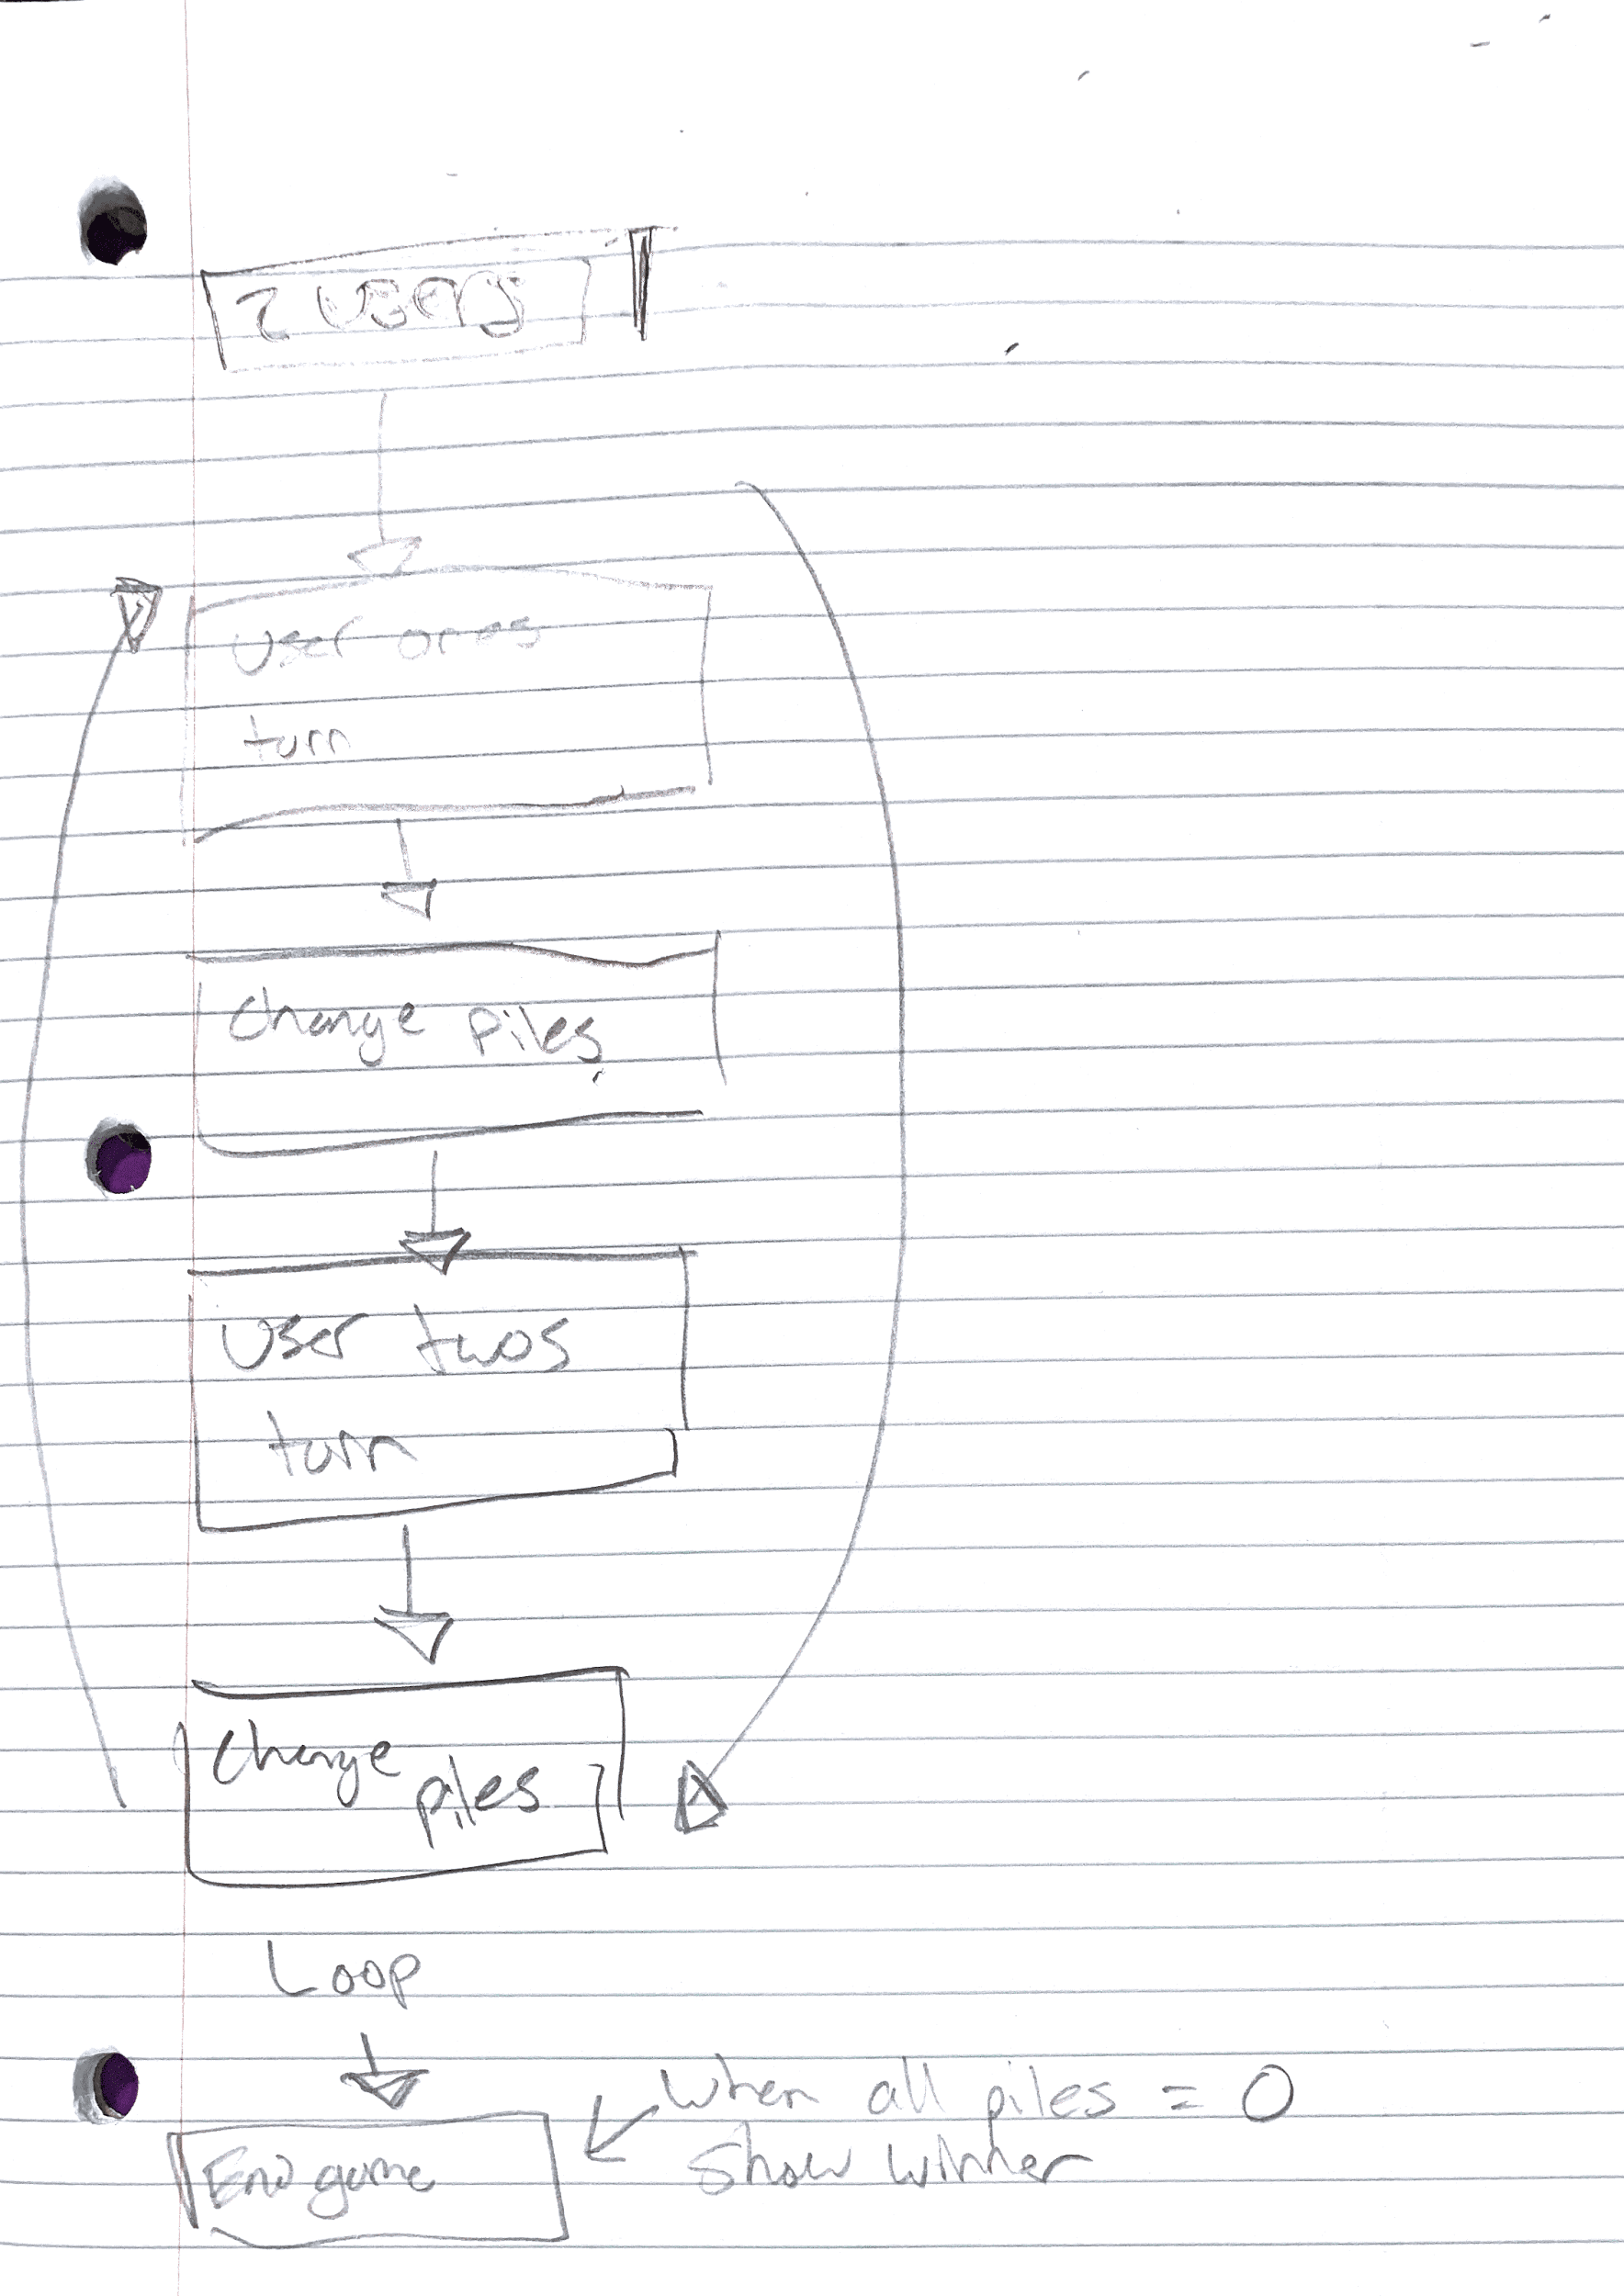 2 users
User ones
turn
Change piles
User twos
turn
Change
piles
Loop
When all piles = 0
Show winner
End game